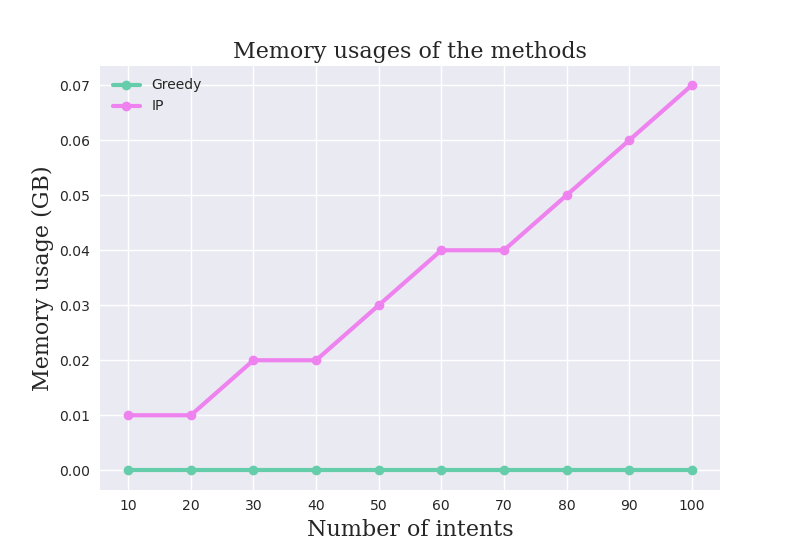 Memory usages of the methods
Greedy
IP
Memory usage (GB)
0.07
0.06
0.05
0.04
0.03
0.02
0.01
0.00
10 20 30 40 50 60 70 80 90 100
Number of intents